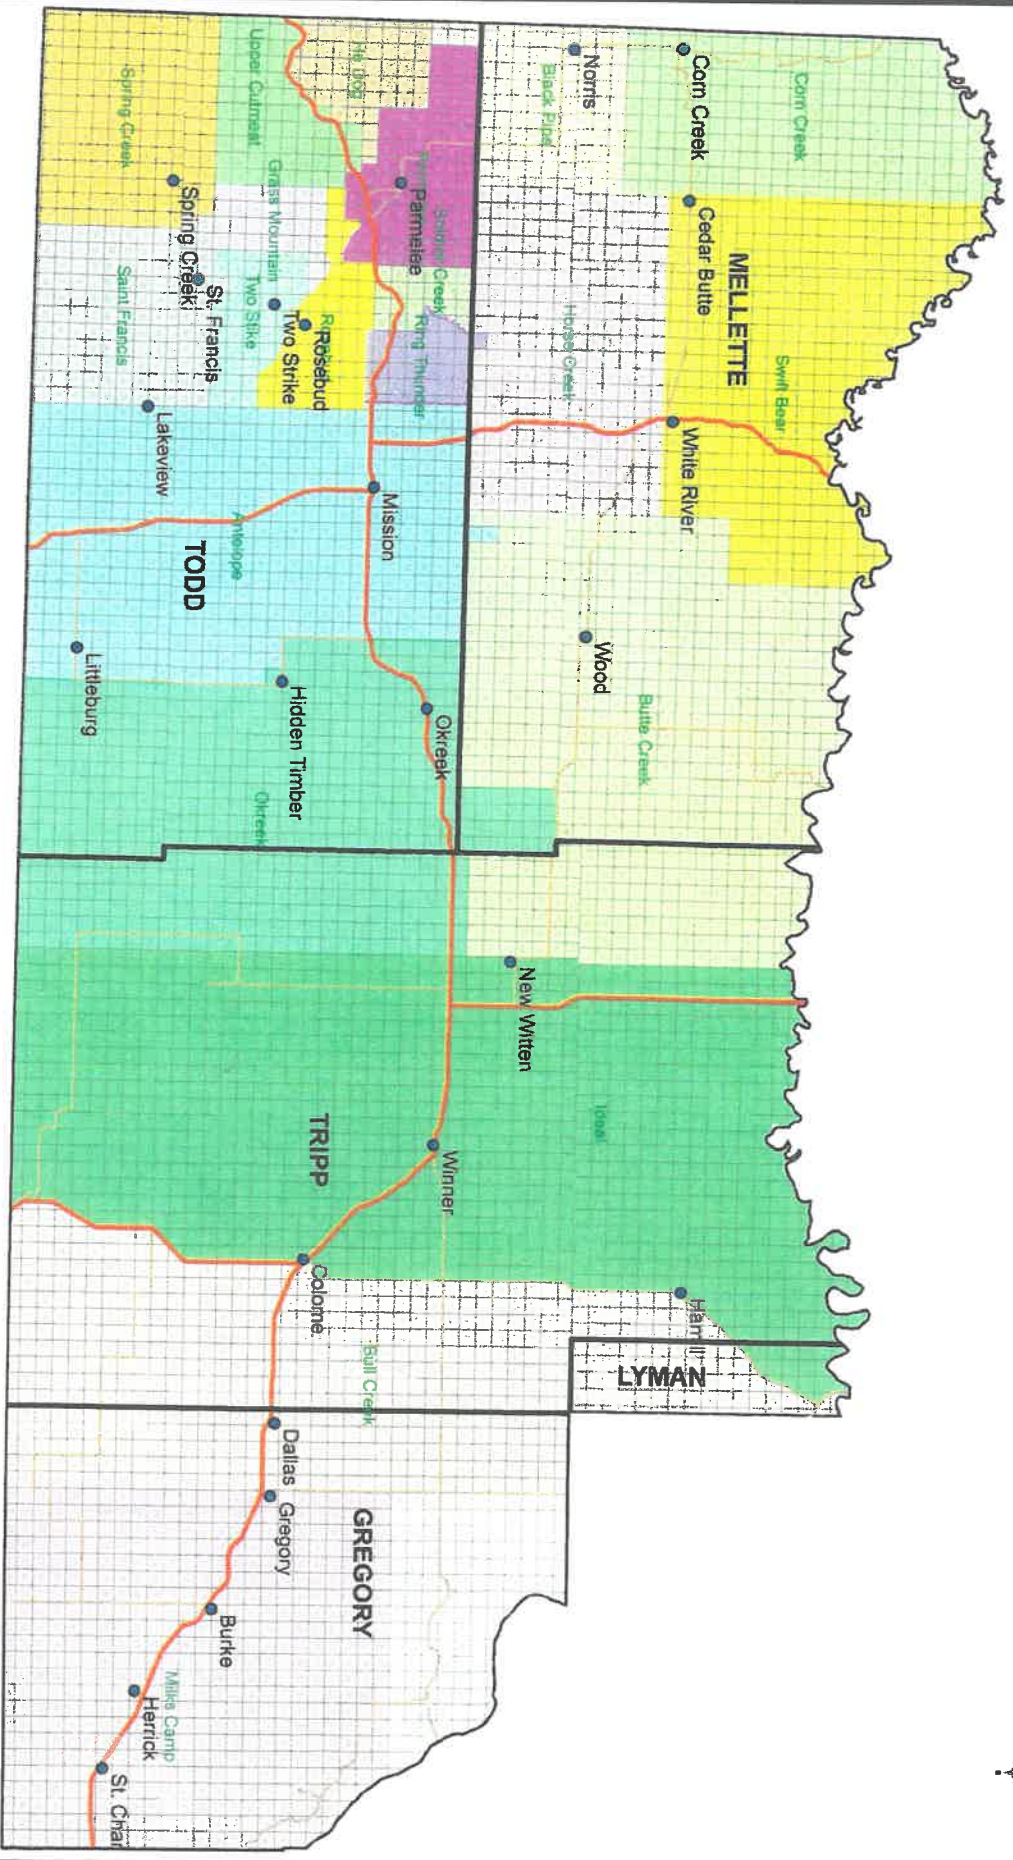 Corn Creek
Corn Creek
Norris
Black Pipe
Cedar Butte
MELLETTE
Swift Bear
Horse Creek
White River
Wood
Butte Creek
He Dog
Upper Cutmeat
Spring Creek
Parmelee
Soldier Creek
Grass Mountain
Ring Thunder
Spring Creek
St. Francis
Saint Francis
Two Strike
Two Strike
Rosebud
Lakeview
Mission
Antelope
TODD
Littleburg
Hidden Timber
Okreek
Okreek
New Witten
Ideal
TRIPP
Winner
Colome
Hamill
LYMAN
Bull Creek
Dallas
Gregory
GREGORY
Burke
Milks Camp
Herrick
St. Char